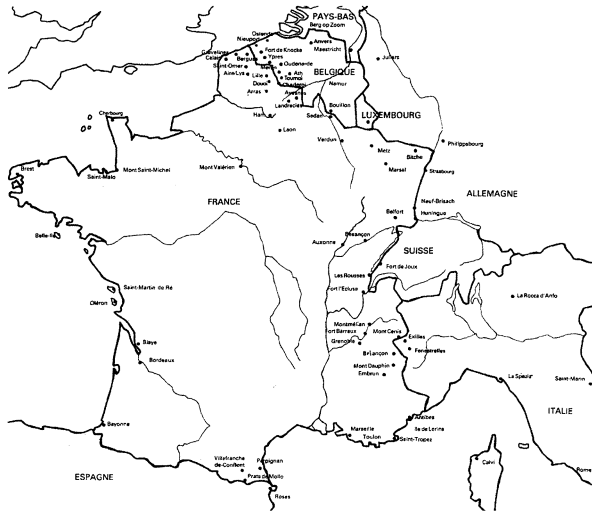 PAYS-BAS
Berg op Zoom
Ostende
Nieuport
Anvers
Maestricht
Fort de Knocke
Gravelines
Calais
Bergues
Ypres
Juliers
Saint-Omer
Oudenarde
Aire/Lys
Menin
BELGIQUE
Lille
Ath
Tournai
Douai
Charleroi
Namur
Arras
Avesnes
Landrecies
Bouillon
Cherbourg
Ham
Sedan
LUXEMBOURG
Laon
Verdun
Philippsbourg
Metz
Bitche
Brest
Saint-Malo
Mont Saint-Michel
Mont Valérien
Marsal
Strasbourg
ALLEMAGNE
FRANCE
Neuf-Brisach
Belfort
Huningue
Belle-Ile
Besançon
Auxonne
SUISSE
Fort de Joux
Les Rousses
Saint-Martin de Ré
Fort l'Ecluse
Oléron
La Rocca d'Anfo
Montmélian
Fort Barraux
Mont Cenis
Blaye
Grenoble
Exilles
Bordeaux
Briançon
Fenestrelles
Mont Dauphin
Embrun
La Spezia
Saint-Marin
Bayonne
Antibes
ITALIE
Marseille
Ile de Lerins
Toulon
Saint-Tropez
Villefranche
de-Conflent
Perpignan
Calvi
Rome
ESPAGNE
Prats de Mollo
Roses